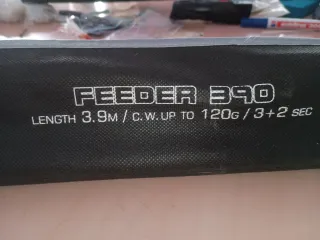 FEEDER 390
LENGTH 3.9M / C.W. UP TO 120G / 3+2 SEC